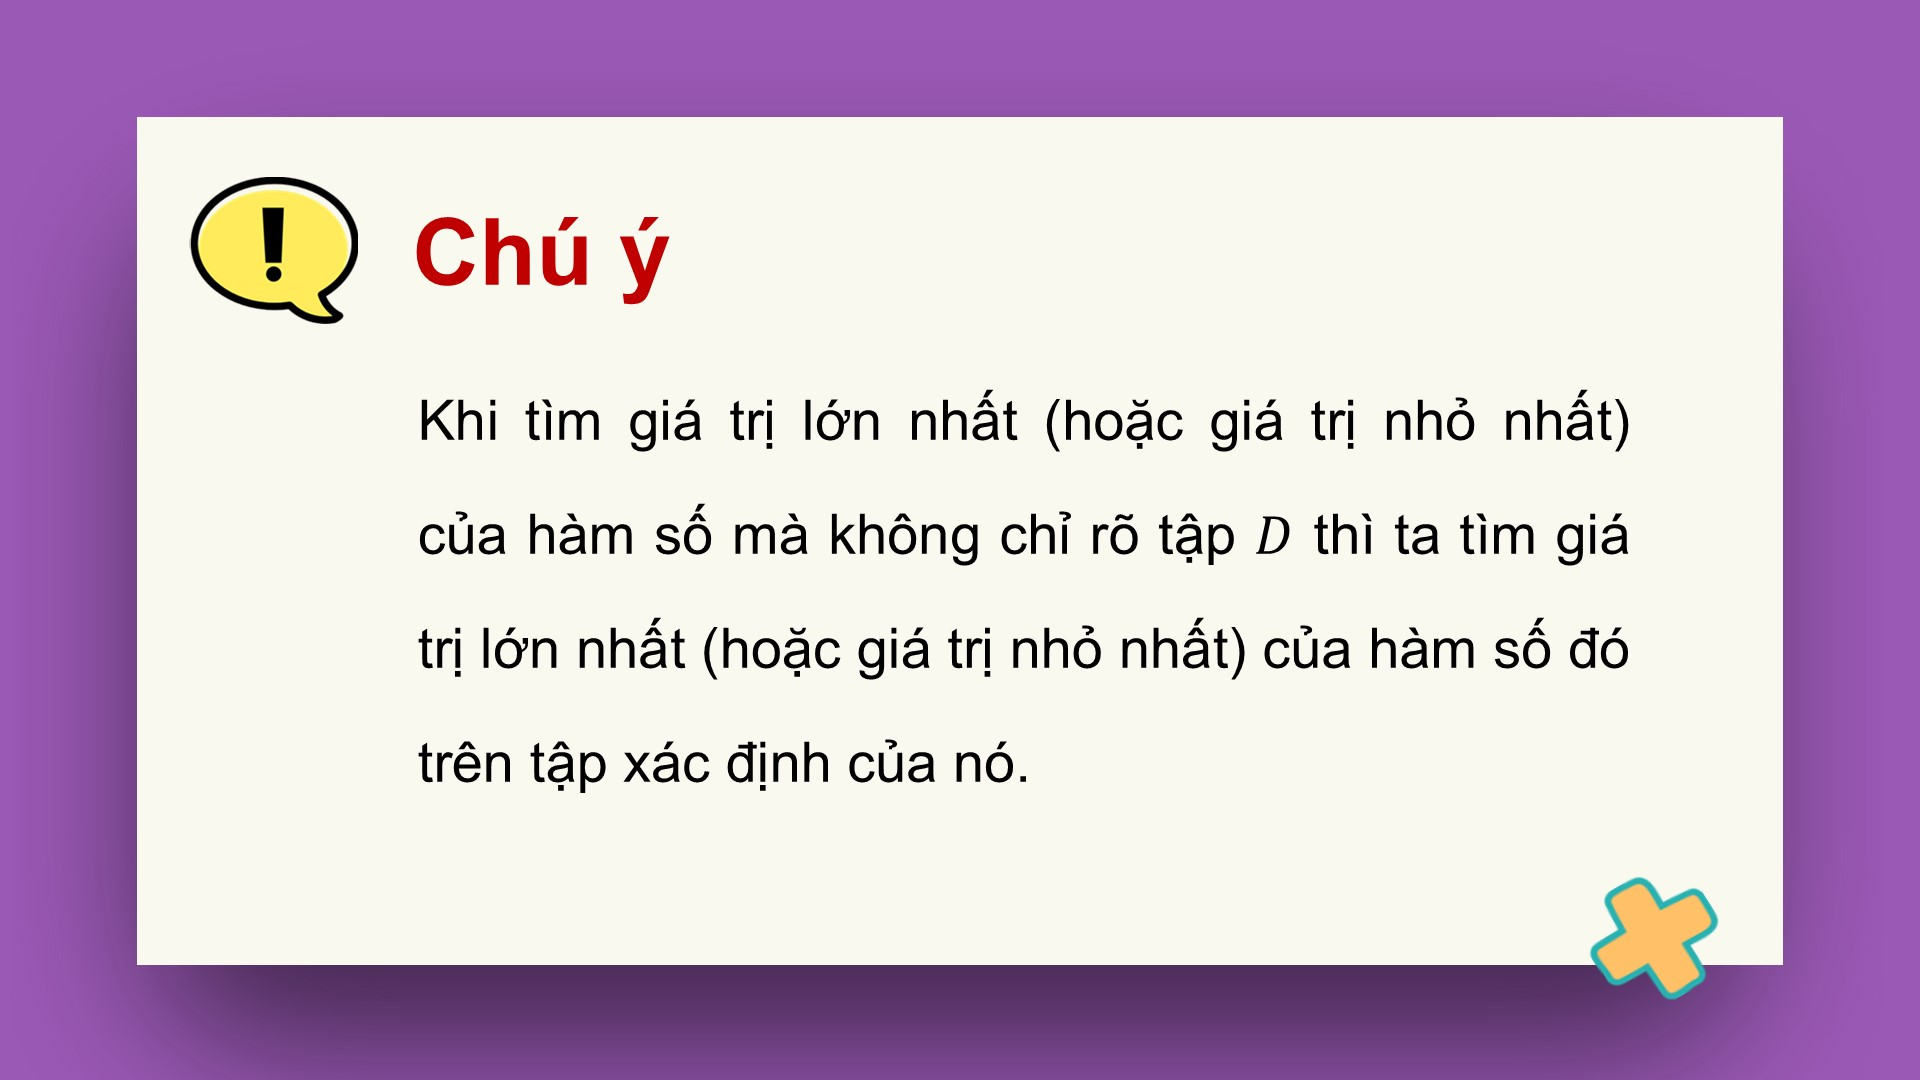 !
Chú ý
Khi tìm giá trị lớn nhất (hoặc giá trị nhỏ nhất)
của hàm số mà không chỉ rõ tập D thì ta tìm giá
trị lớn nhất (hoặc giá trị nhỏ nhất) của hàm số đó
trên tập xác định của nó.